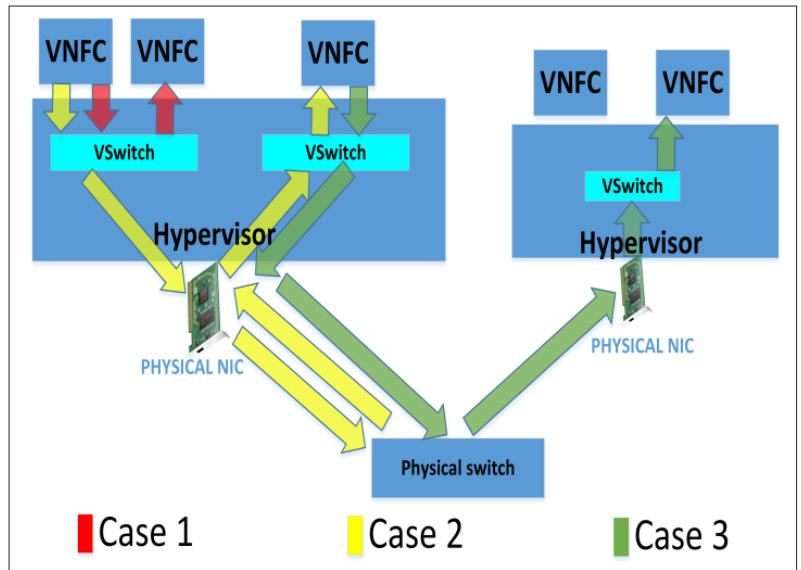 VNFC
VNFC
VNFC
VNFC
VNFC
VSwitch
VSwitch
VSwitch
Hypervisor
Hypervisor
PHYSICAL NIC
PHYSICAL NIC
Physical switch
Case 1
Case 2
Case 3